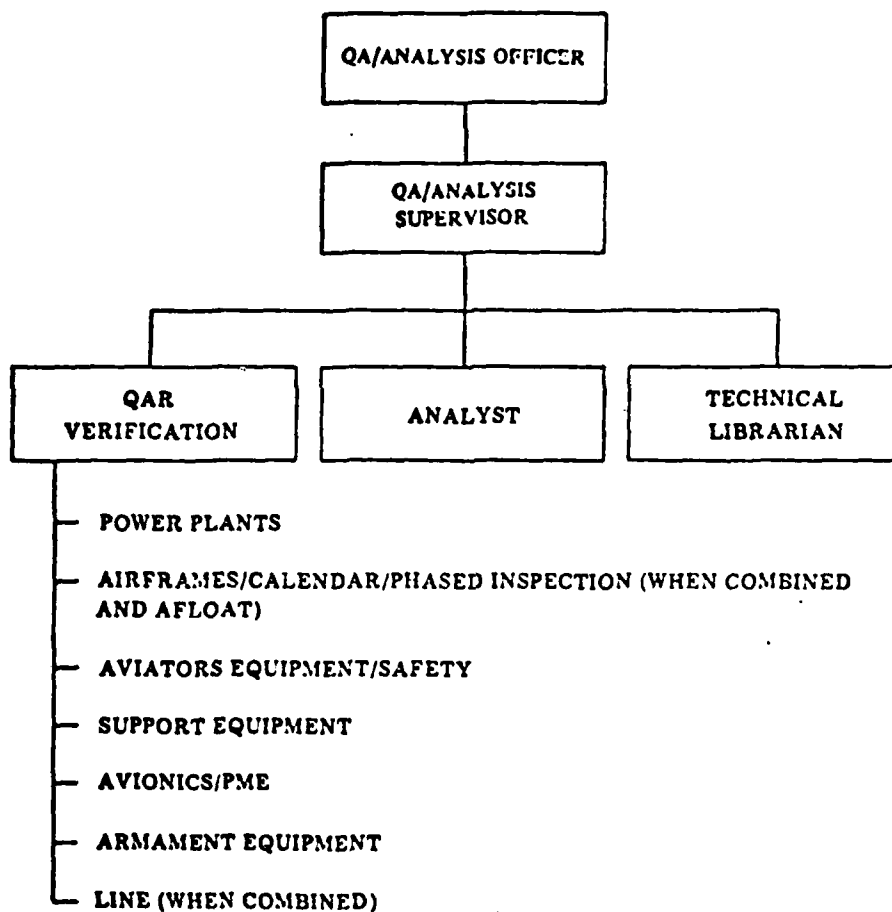 QA/ANALYSIS OFFICER
QA/ANALYSIS
SUPERVISOR
QAR
VERIFICATION
ANALYST
TECHNICAL
LIBRARIAN
POWER PLANTS
AIRFRAMES/CALENDAR/PHASED INSPECTION (WHEN COMBINED
AND AFLOAT)
AVIATORS EQUIPMENT/SAFETY
SUPPORT EQUIPMENT
AVIONICS/PME
ARMAMENT EQUIPMENT
LINE (WHEN COMBINED)